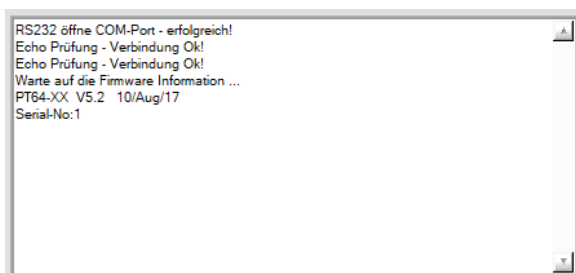 RS232 öffne COM-Port - erfolgreich!
Echo Prüfung - Verbindung Ok!
Echo Prüfung - Verbindung Ok!
Warte auf die Firmware Information ...
PT64-XX  V5.2   10/Aug/17
Serial-No:1